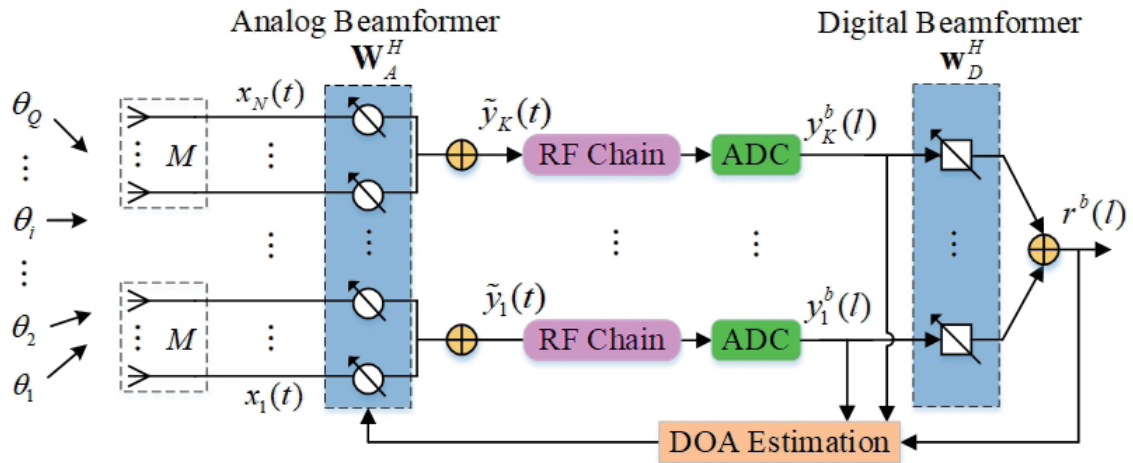 Analog Beamformer
W_A^H
Digital Beamformer
w_D^H
θ_Q
⋮
θ_i
⋮
θ_2
θ_1
⋮ M
x_N(t)
⋮
ỹ_K(t)
RF Chain
ADC
y_K^b(l)
⋮
⋮
⋮
⋮
⋮
r^b(l)
⋮ M
⋮
x_1(t)
ỹ_1(t)
RF Chain
ADC
y_1^b(l)
DOA Estimation